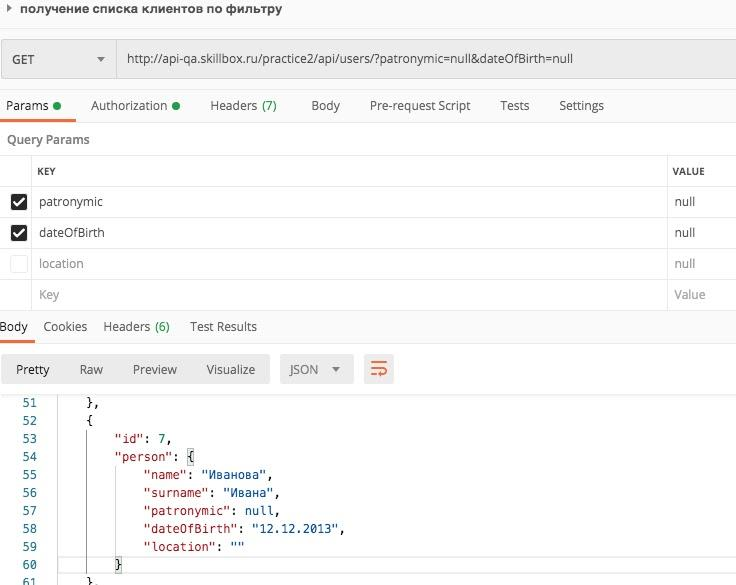 получение списка клиентов по фильтру
GET http://api-qa.skillbox.ru/practice2/api/users/?patronymic=null&dateOfBirth=null
Params Authorization Headers (7) Body Pre-request Script Tests Settings
Query Params
KEY VALUE
patronymic null
dateOfBirth null
location null
Key Value
Body Cookies Headers (6) Test Results
Pretty Raw Preview Visualize JSON
51 },
52 {
53 "id": 7,
54 "person": {
55 "name": "Иванова",
56 "surname": "Ивана",
57 "patronymic": null,
58 "dateOfBirth": "12.12.2013",
59 "location": ""
60 }
61 },